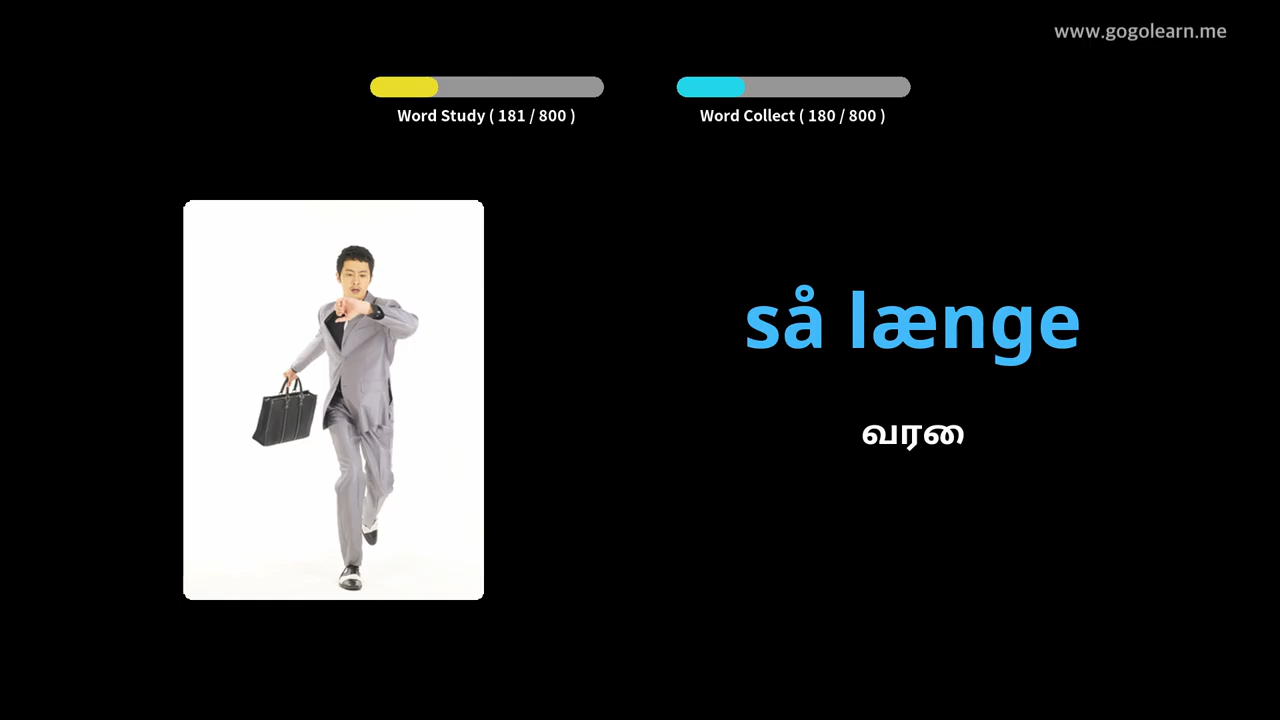 www.gogolearn.me
Word Study ( 181 / 800 )
Word Collect ( 180 / 800 )
så længe
வரை